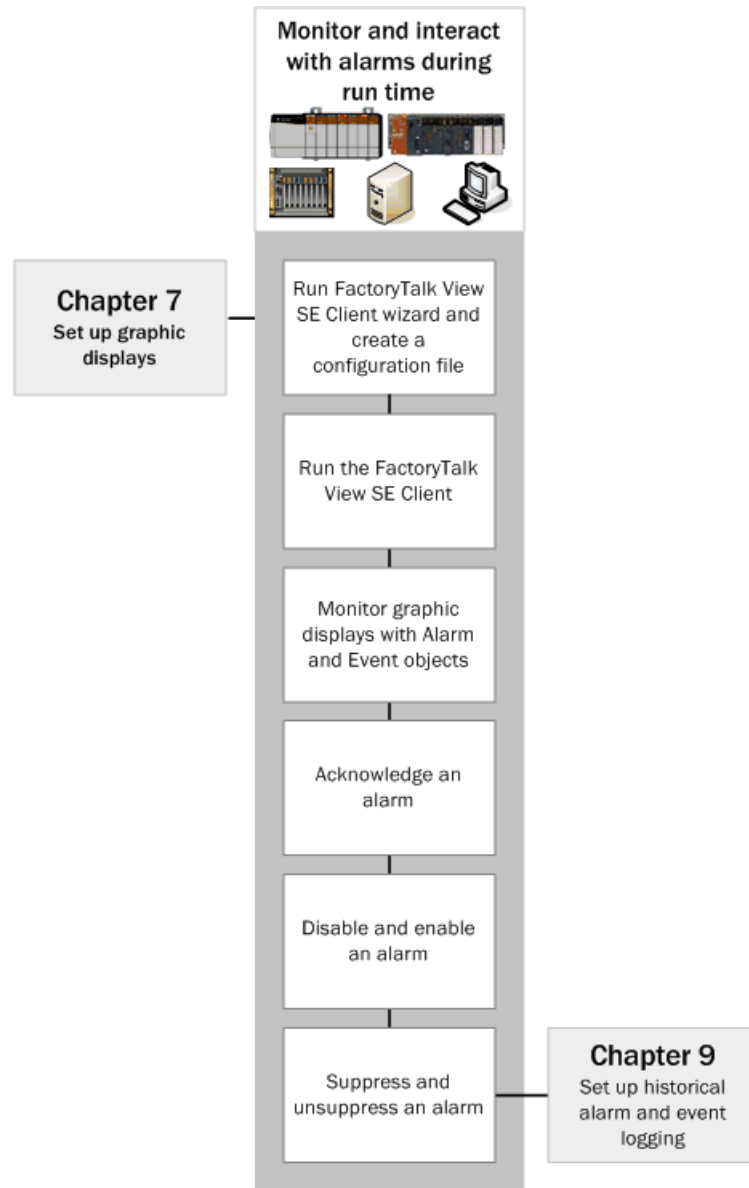 Monitor and interact
with alarms during
run time
Chapter 7
Set up graphic
displays
Run FactoryTalk View
SE Client wizard and
create a
configuration file
Run the FactoryTalk
View SE Client
Monitor graphic
displays with Alarm
and Event objects
Acknowledge an
alarm
Disable and enable
an alarm
Suppress and
unsuppress an alarm
Chapter 9
Set up historical
alarm and event
logging